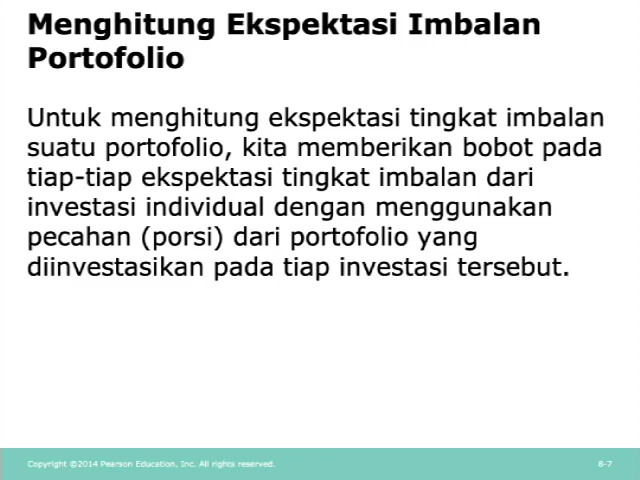 Menghitung Ekspektasi Imbalan
Portofolio
Untuk menghitung ekspektasi tingkat imbalan
suatu portofolio, kita memberikan bobot pada
tiap-tiap ekspektasi tingkat imbalan dari
investasi individual dengan menggunakan
pecahan (porsi) dari portofolio yang
diinvestasikan pada tiap investasi tersebut.
Copyright ©2014 Pearson Education, Inc. All rights reserved.
8-7